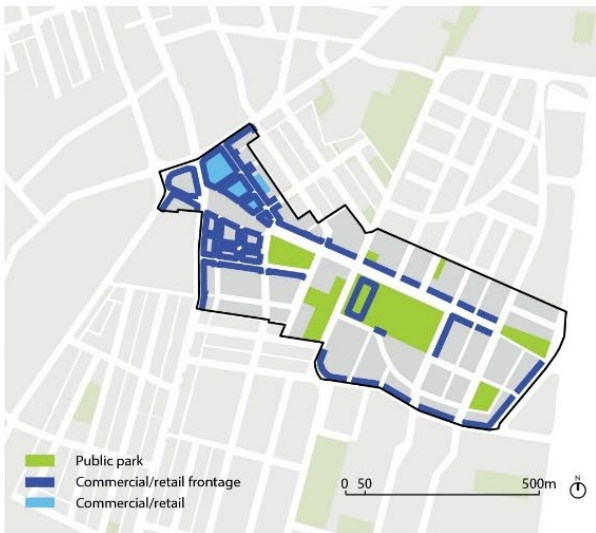 Public park
Commercial/retail frontage
Commercial/retail
0 50 500m
N